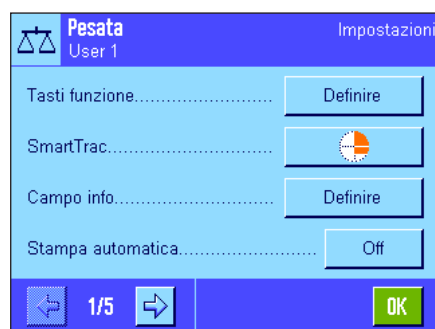 Pesata
Impostazioni
User 1
Tasti funzione........................... Definire
SmartTrac................................
Campo info............................... Definire
Stampa automatica....................... Off
1/5
OK